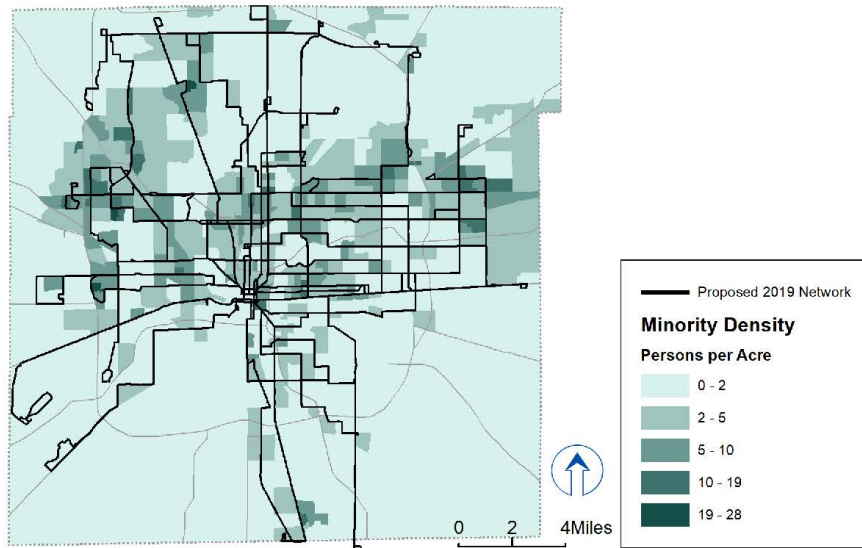 Proposed 2019 Network
Minority Density
Persons per Acre
0 - 2
2 - 5
5 - 10
10 - 19
19 - 28
0 2 4Miles